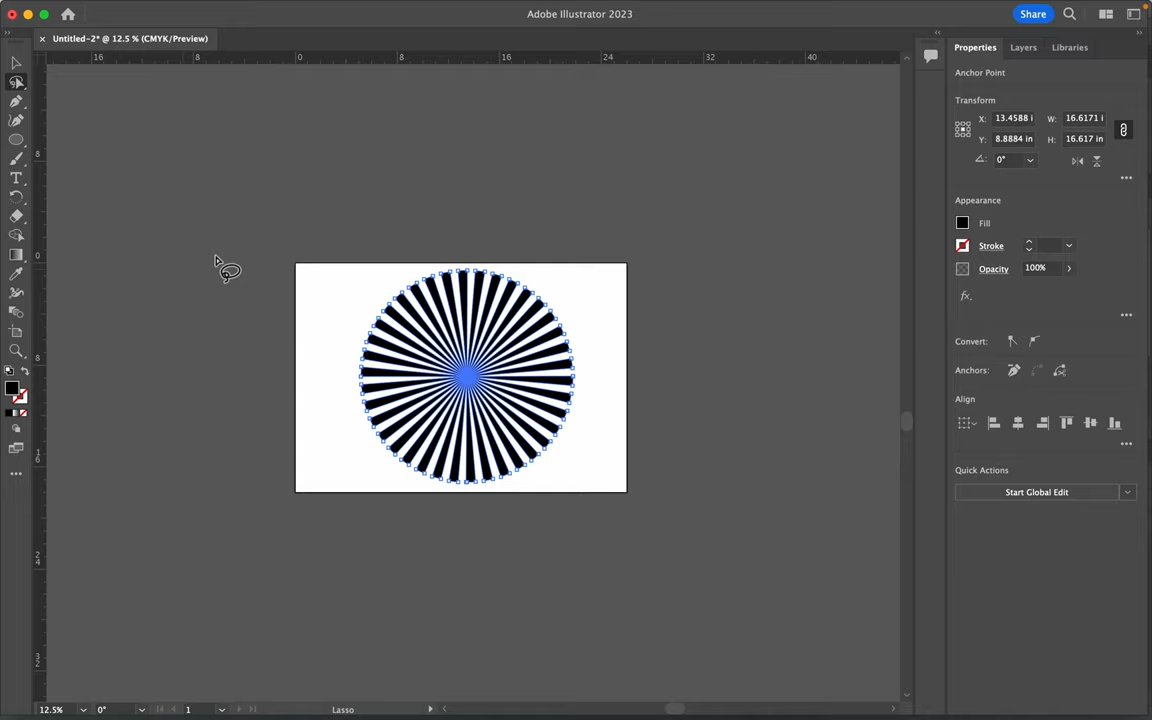 Adobe Illustrator 2023
Share
× Untitled-2* @ 12.5 % (CMYK/Preview)
16 8 0 8 16 24 32 40
8
0
8
1
6
2
4
3
2
Properties Layers Libraries
Anchor Point
Transform
X: 13.4588 i W: 16.6171 i
Y: 8.8884 in H: 16.617 in
0°
Appearance
Fill
Stroke
Opacity 100%
fx.
Convert:
Anchors:
Align
Quick Actions
Start Global Edit
12.5% 0° 1 Lasso